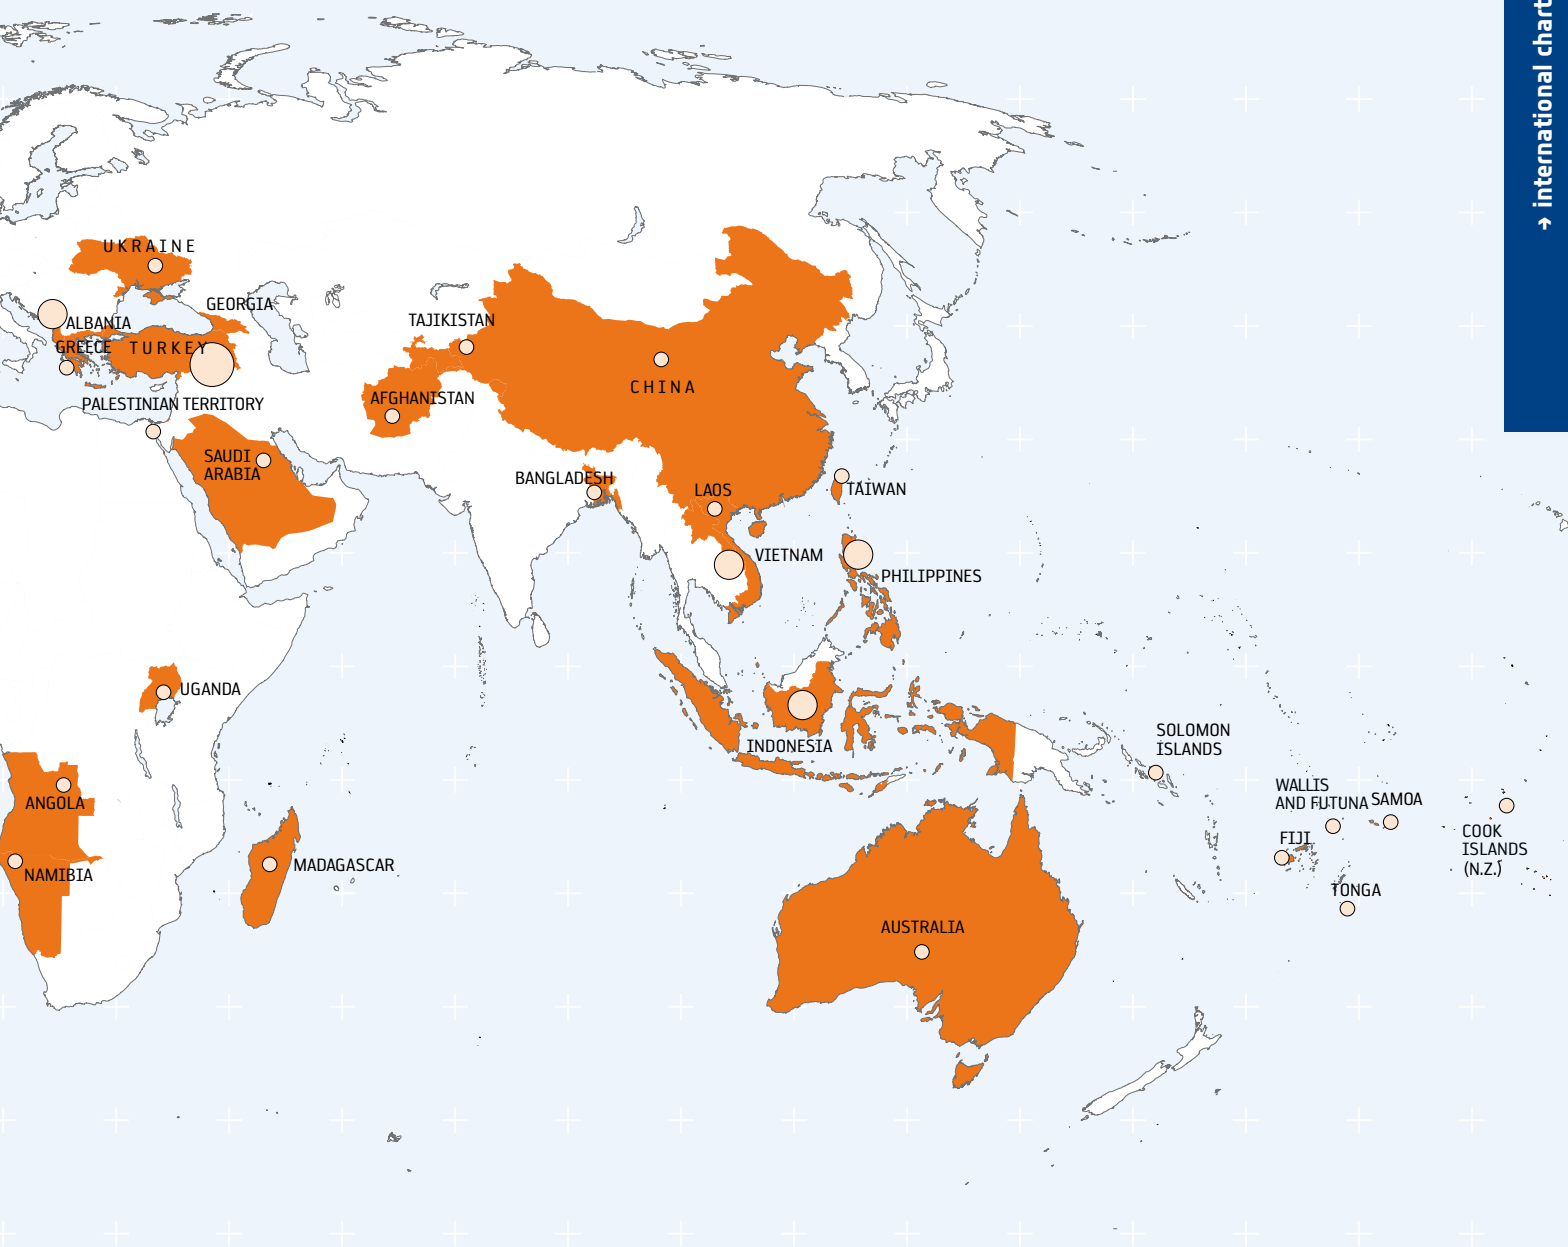 → international chart
UKRAINE
GEORGIA
ALBANIA
TAJIKISTAN
GREECE
TURKEY
CHINA
PALESTINIAN TERRITORY
AFGHANISTAN
SAUDI
ARABIA
BANGLADESH
LAOS
TAIWAN
VIETNAM
PHILIPPINES
UGANDA
INDONESIA
SOLOMON
ISLANDS
WALLIS
AND FUTUNA
SAMOA
ANGOLA
FIJI
COOK
ISLANDS
(N.Z.)
MADAGASCAR
NAMIBIA
TONGA
AUSTRALIA